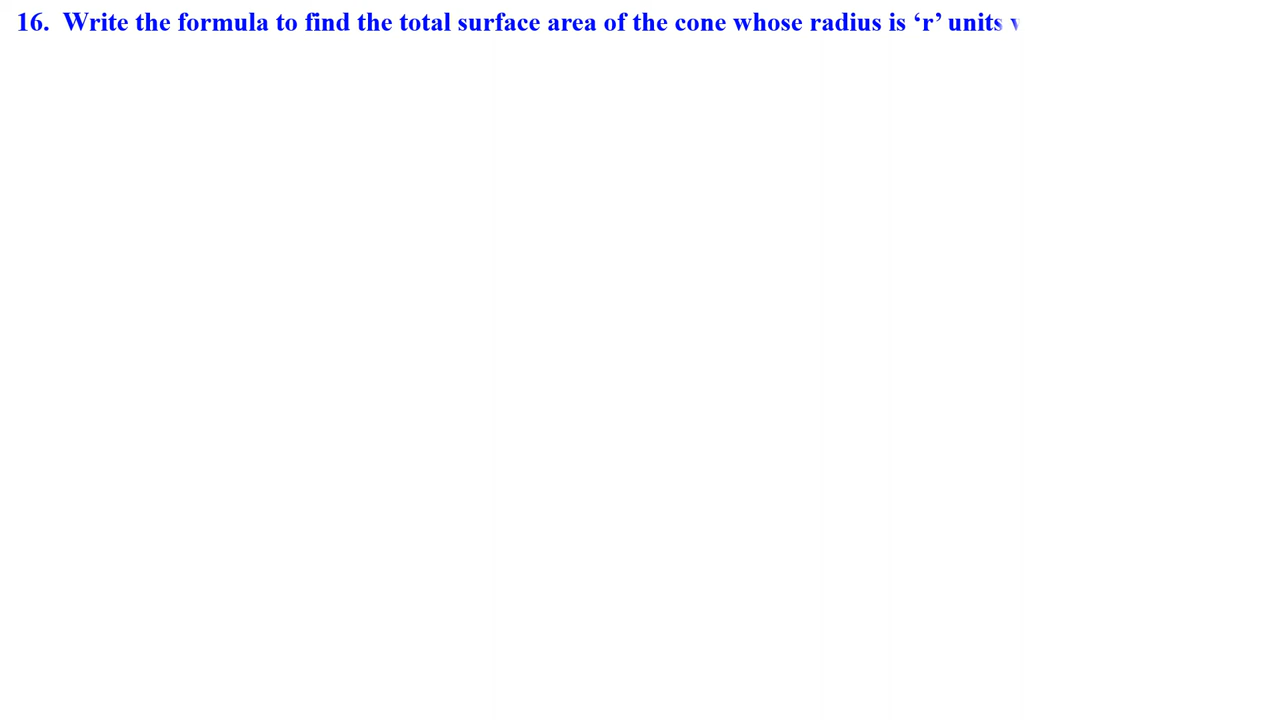 16. Write the formula to find the total surface area of the cone whose radius is ‘r’ units